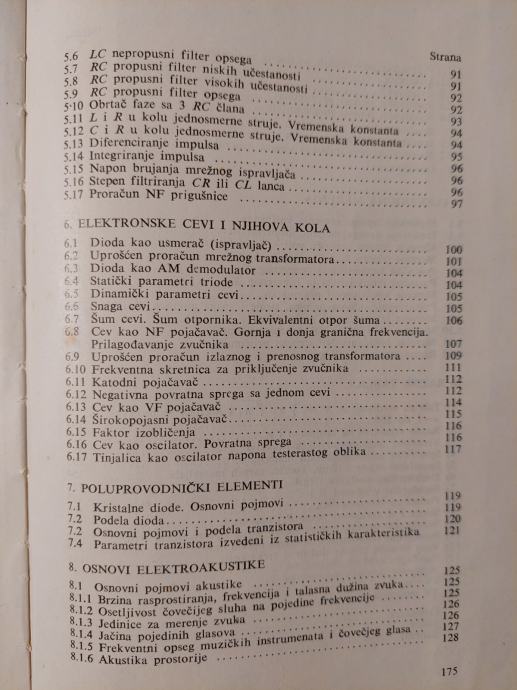 Strana
5.6 LC nepropusni filter opsega ..... 91
5.7 RC propusni filter niskih učestanosti ..... 91
5.8 RC propusni filter visokih učestanosti ..... 92
5.9 RC propusni filter opsega ..... 92
5.10 Obrtač faze sa 3 RC člana ..... 93
5.11 L i R u kolu jednosmerne struje. Vremenska konstanta ..... 94
5.12 C i R u kolu jednosmerne struje. Vremenska konstanta ..... 94
5.13 Diferenciranje impulsa ..... 95
5.14 Integriranje impulsa ..... 96
5.15 Napon brujanja mrežnog ispravljača ..... 96
5.16 Stepen filtriranja CR ili CL lanca ..... 96
5.17 Proračun NF prigušnice ..... 97
6. ELEKTRONSKE CEVI I NJIHOVA KOLA
6.1 Dioda kao usmerač (ispravljač) ..... 100
6.2 Uprošćen proračun mrežnog transformatora ..... 101
6.3 Dioda kao AM demodulator ..... 104
6.4 Statički parametri triode ..... 104
6.5 Dinamički parametri cevi ..... 105
6.6 Snaga cevi ..... 105
6.7 Šum cevi. Šum otpornika. Ekvivalentni otpor šuma ..... 106
6.8 Cev kao NF pojačavač. Gornja i donja granična frekvencija.
Prilagođavanje zvučnika ..... 107
6.9 Uprošćen proračun izlaznog i prenosnog transformatora ..... 109
6.10 Frekventna skretnica za priključenje zvučnika ..... 111
6.11 Katodni pojačavač ..... 112
6.12 Negativna povratna sprega sa jednom cevi ..... 112
6.13 Cev kao VF pojačavač ..... 114
6.14 Širokopojasni pojačavač ..... 115
6.15 Faktor izobličenja ..... 116
6.16 Cev kao oscilator. Povratna sprega ..... 116
6.17 Tinjalica kao oscilator napona testerastog oblika ..... 117
7. POLUPROVODNIČKI ELEMENTI
7.1 Kristalne diode. Osnovni pojmovi ..... 119
7.2 Podela dioda ..... 119
7.2 Osnovni pojmovi i podela tranzistora ..... 120
7.4 Parametri tranzistora izvedeni iz statističkih karakteristika 121
8. OSNOVI ELEKTROAKUSTIKE
8.1 Osnovni pojmovi akustike ..... 125
8.1.1 Brzina rasprostiranja, frekvencija i talasna dužina zvuka ..... 125
8.1.2 Osetljivost čovečijeg sluha na pojedine frekvencije ..... 125
8.1.3 Jedinice za merenje zvuka ..... 126
8.1.4 Jačina pojedinih glasova ..... 126
8.1.5 Frekventni opseg muzičkih instrumenata i čovečijeg glasa .. 127
8.1.6 Akustika prostorije ..... 128
175